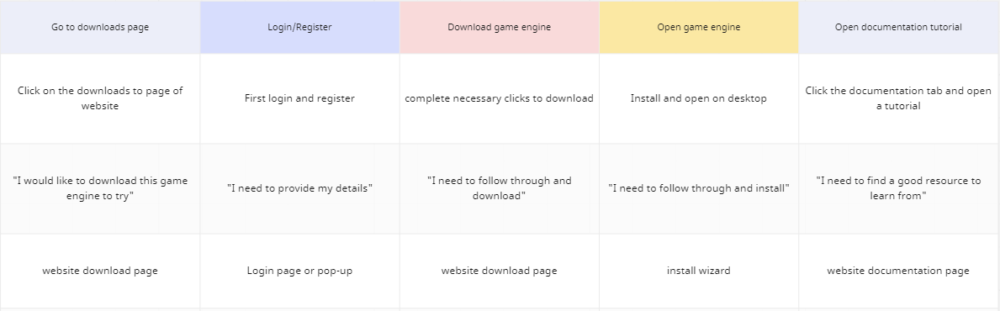 Go to downloads page
Login/Register
Download game engine
Open game engine
Open documentation tutorial
Click on the downloads to page of
website
First login and register
complete necessary clicks to download
Install and open on desktop
Click the documentation tab and open
a tutorial
"I would like to download this game
engine to try"
"I need to provide my details"
"I need to follow through and
download"
"I need to follow through and install"
"I need to find a good resource to
learn from"
website download page
Login page or pop-up
website download page
install wizard
website documentation page